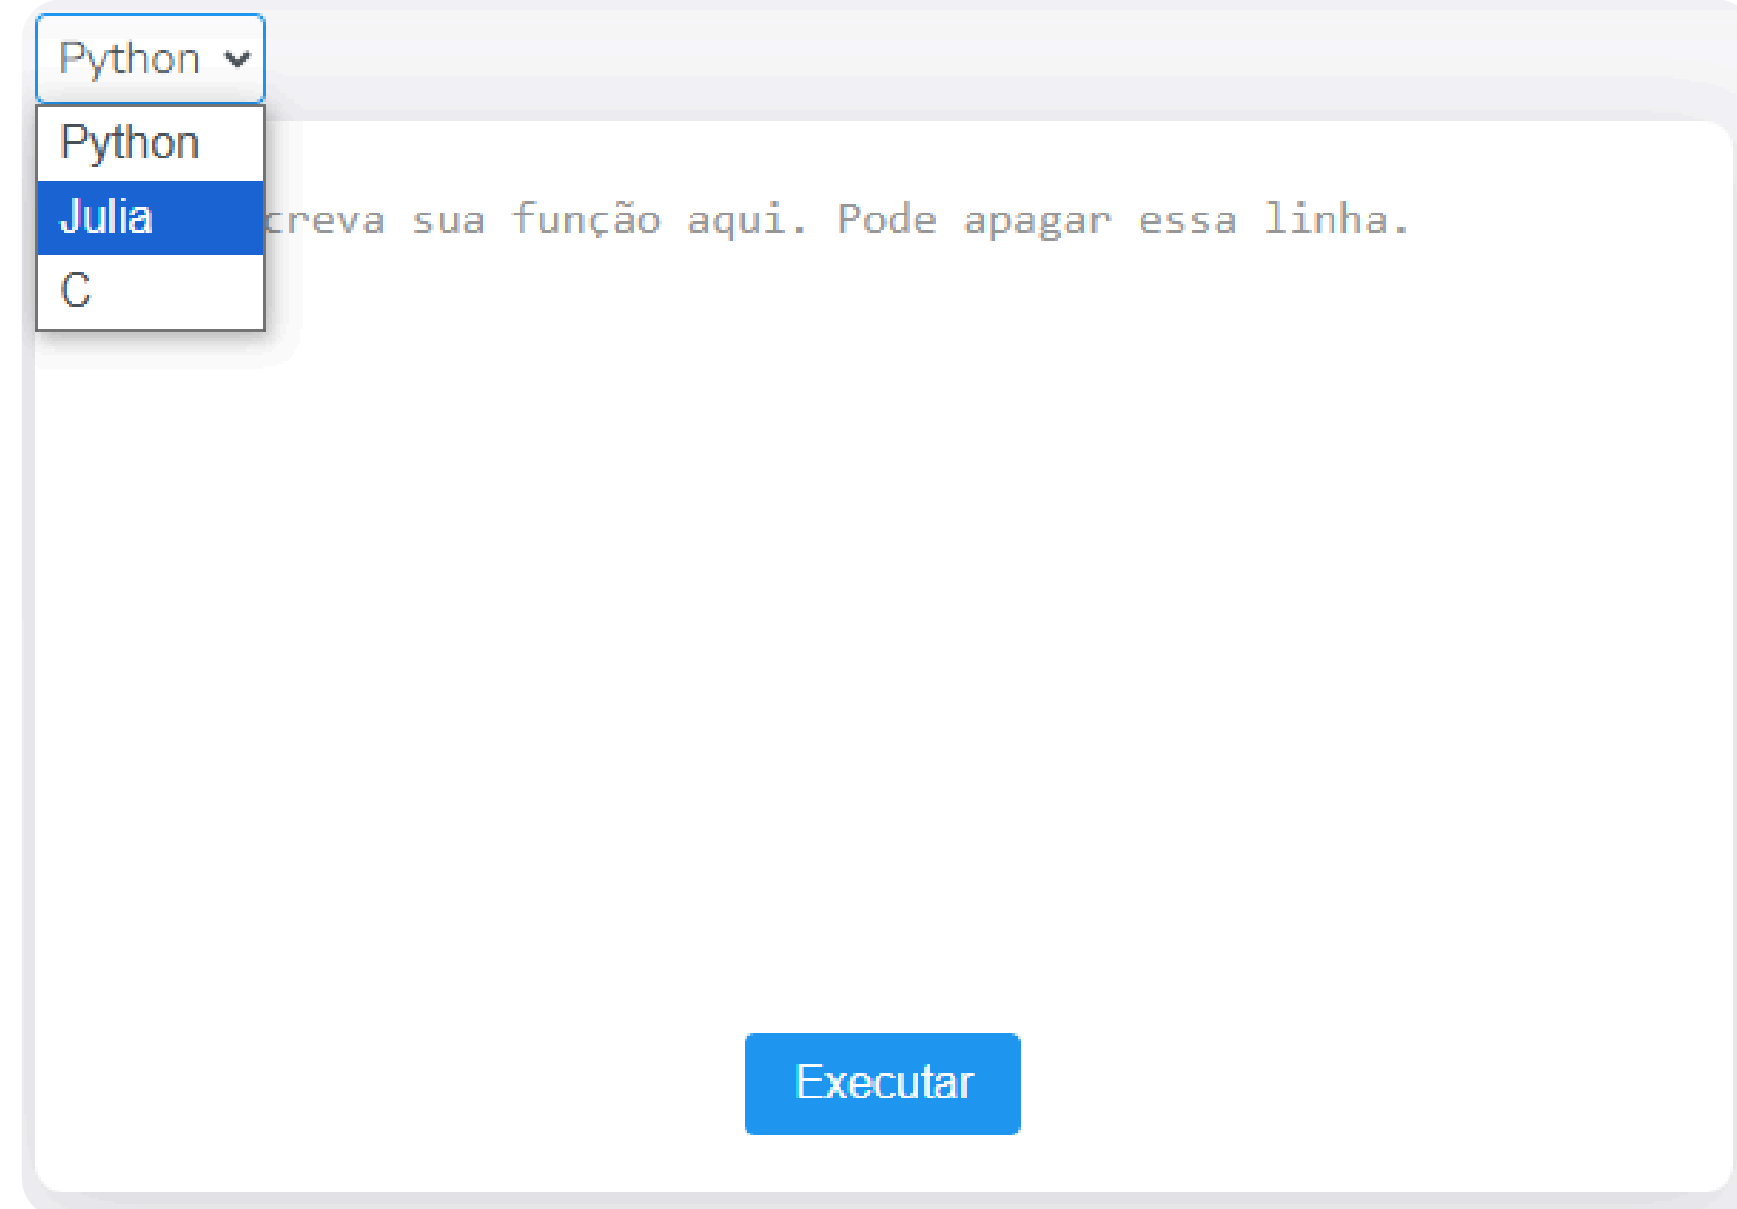 Python
Python
Julia
creva sua função aqui. Pode apagar essa linha.
C
Executar